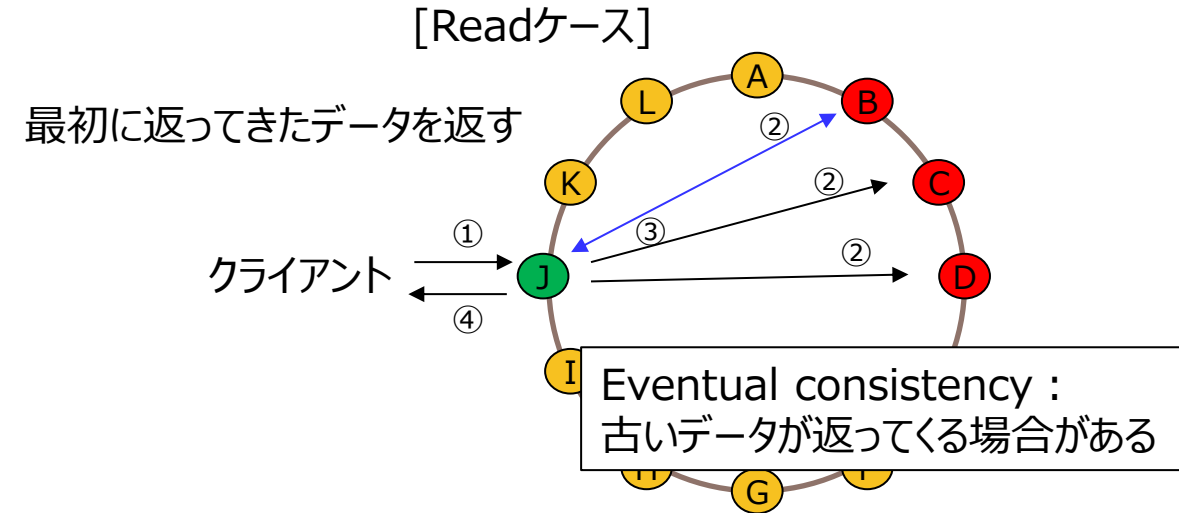 [Readケース]
最初に返ってきたデータを返す
A
L
B
②
K
②
C
①
③
②
クライアント
J
D
④
I
Eventual consistency :
古いデータが返ってくる場合がある
G